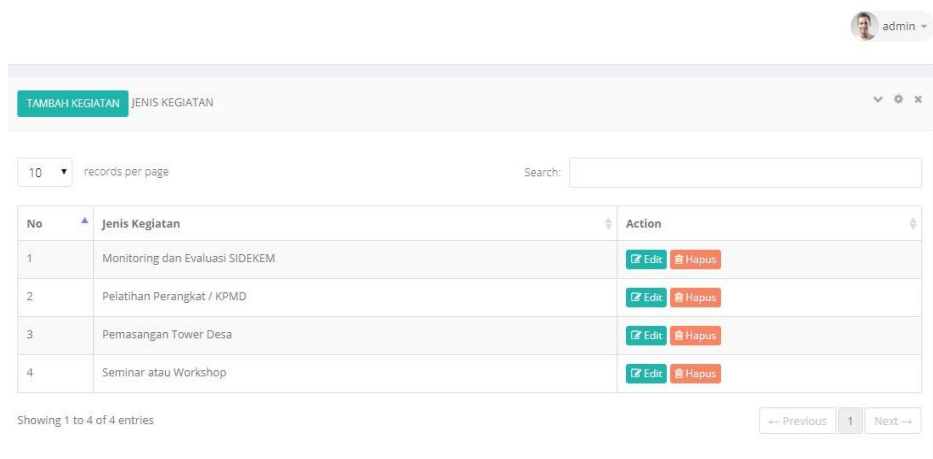 admin
TAMBAH KEGIATAN JENIS KEGIATAN
10 records per page Search:
No Jenis Kegiatan Action
1 Monitoring dan Evaluasi SIDEKEM Edit Hapus
2 Pelatihan Perangkat / KPMD Edit Hapus
3 Pemasangan Tower Desa Edit Hapus
4 Seminar atau Workshop Edit Hapus
Showing 1 to 4 of 4 entries ← Previous 1 Next →